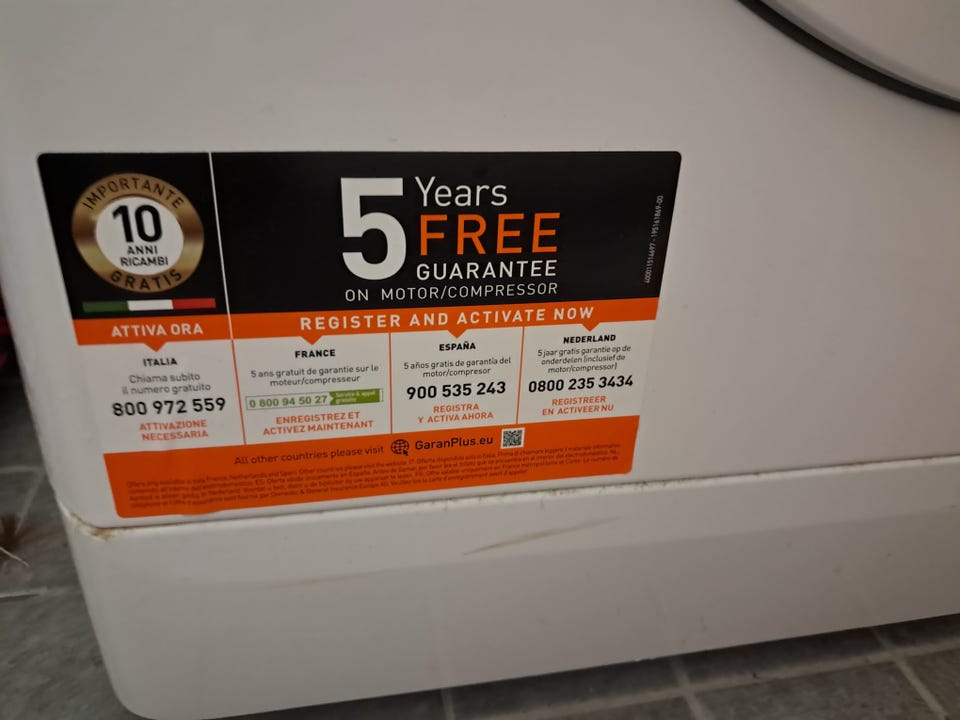 IMPORTANTE
10
ANNI
RICAMBI
GRATIS
5 Years
FREE
GUARANTEE
ON MOTOR/COMPRESSOR
ATTIVA ORA
REGISTER AND ACTIVATE NOW
ITALIA
Chiama subito
il numero gratuito
800 972 559
ATTIVAZIONE
NECESSARIA
FRANCE
5 ans gratuit de garantie sur le
moteur/compresseur
0 800 94 50 27
Service & appel
gratuits
ENREGISTREZ ET
ACTIVEZ MAINTENANT
ESPAÑA
5 años gratis de garantía del
motor/compresor
900 535 243
REGISTRA
Y ACTIVA AHORA
NEDERLAND
5 jaar gratis garantie op de
onderdelen (inclusief de
motor/compressor)
0800 235 3434
REGISTREER
EN ACTIVEER NU
All other countries please visit GaranPlus.eu